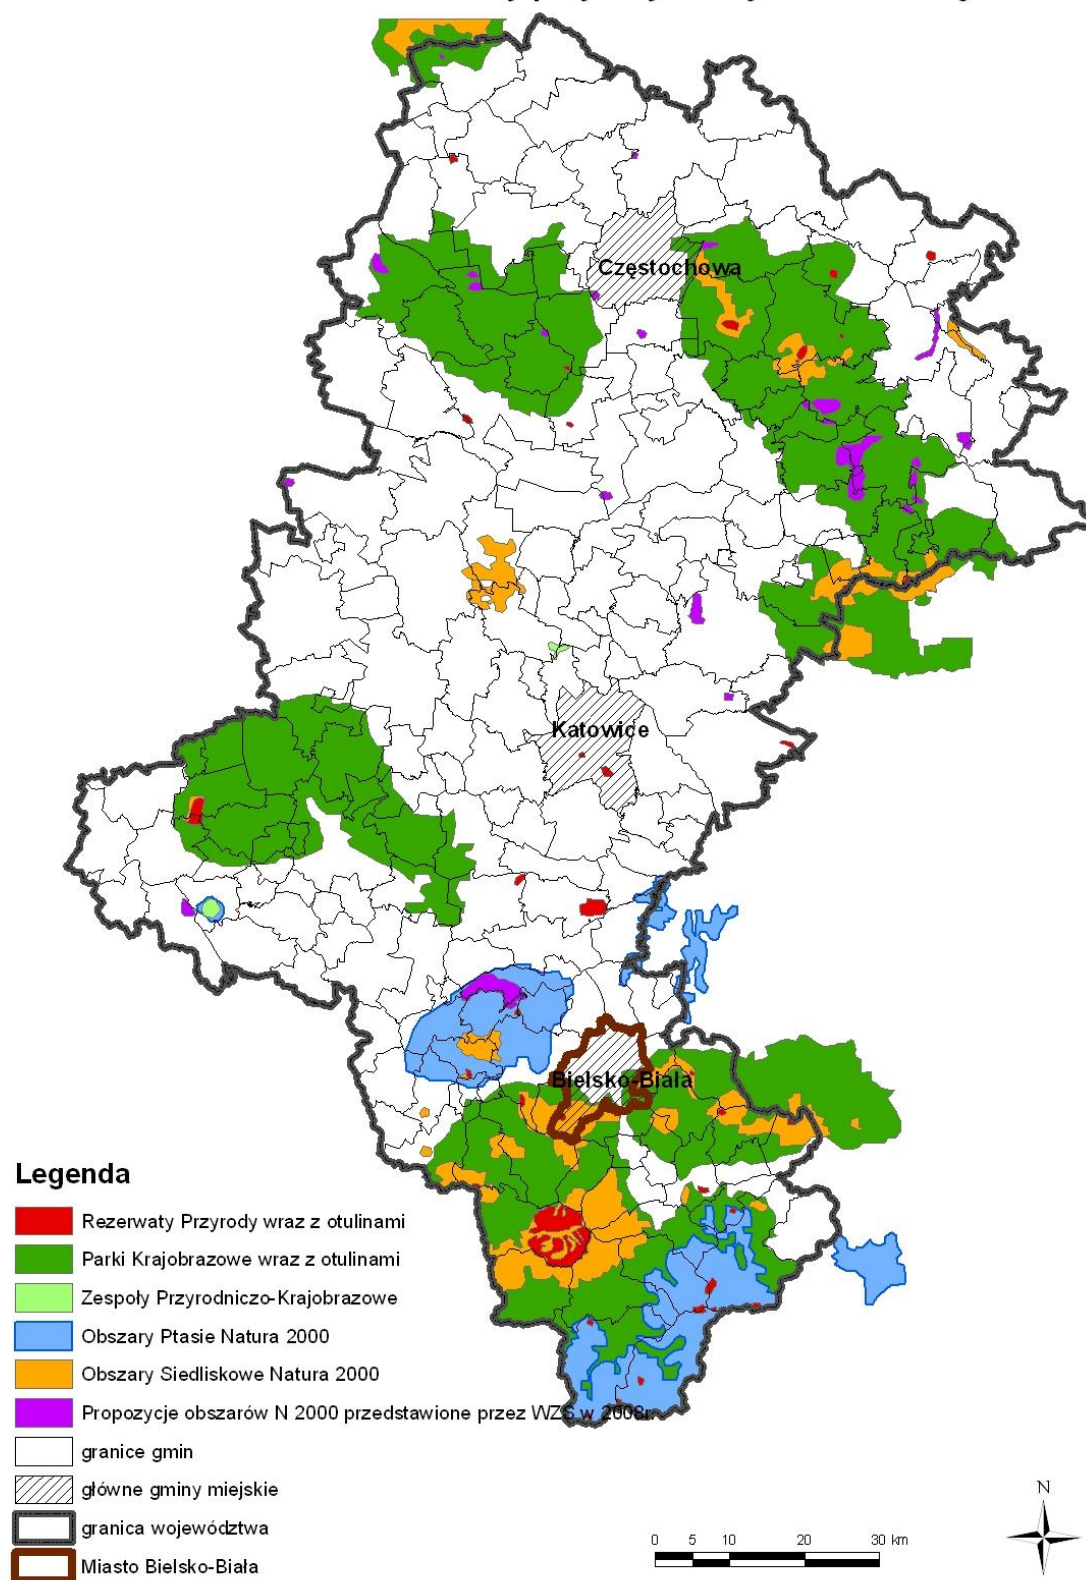 Częstochowa
Katowice
Bielsko-Biala
Legenda
Rezerwaty Przyrody wraz z otulinami
Parki Krajobrazowe wraz z otulinami
Zespoły Przyrodniczo-Krajobrazowe
Obszary Ptasie Natura 2000
Obszary Siedliskowe Natura 2000
Propozycje obszarów N 2000 przedstawione przez WZS w 2008r.
granice gmin
główne gminy miejskie
granica województwa
Miasto Bielsko-Biała
N
0 5 10 20 30 km